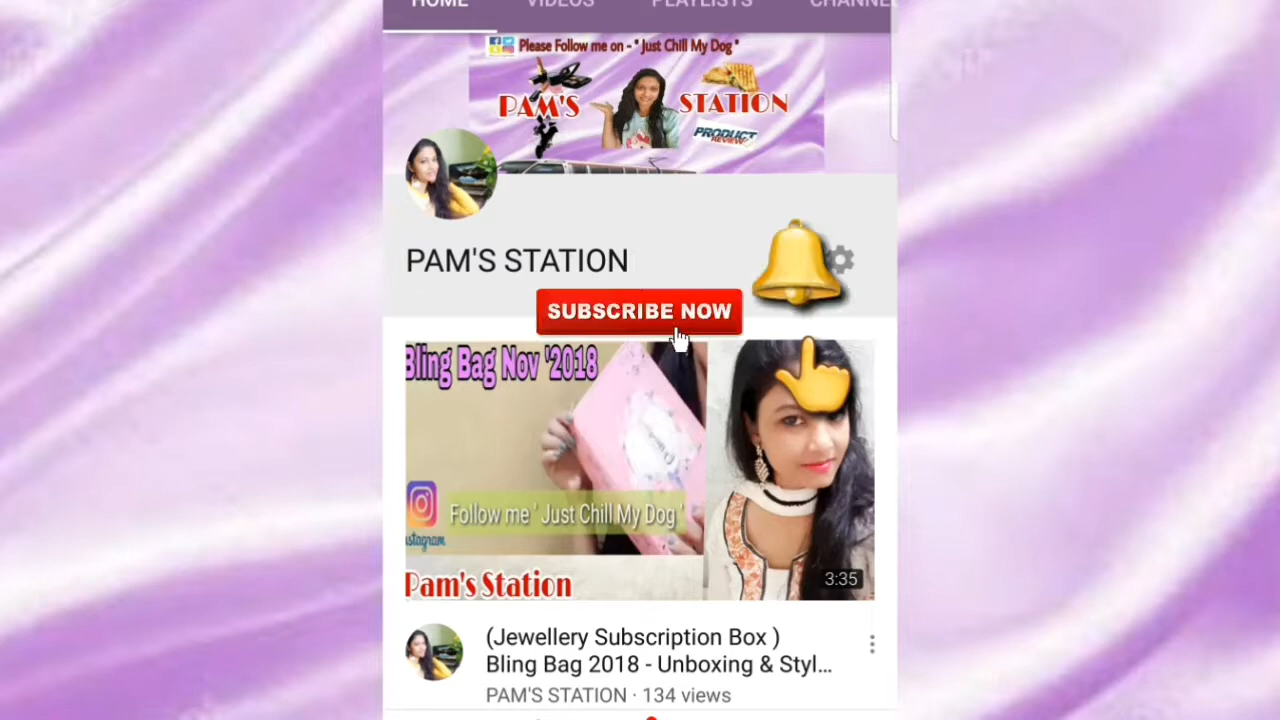 HOME VIDEOS PLAYLISTS CHANNEL
Please Follow me on - " Just Chill My Dog "
PAM'S STATION
PRODUCT
REVIEW
PAM'S STATION
SUBSCRIBE NOW
Bling Bag Nov '2018
Follow me ' Just Chill My Dog '
nstagram
Pam's Station
3:35
(Jewellery Subscription Box )
Bling Bag 2018 - Unboxing & Styl...
PAM'S STATION · 134 views